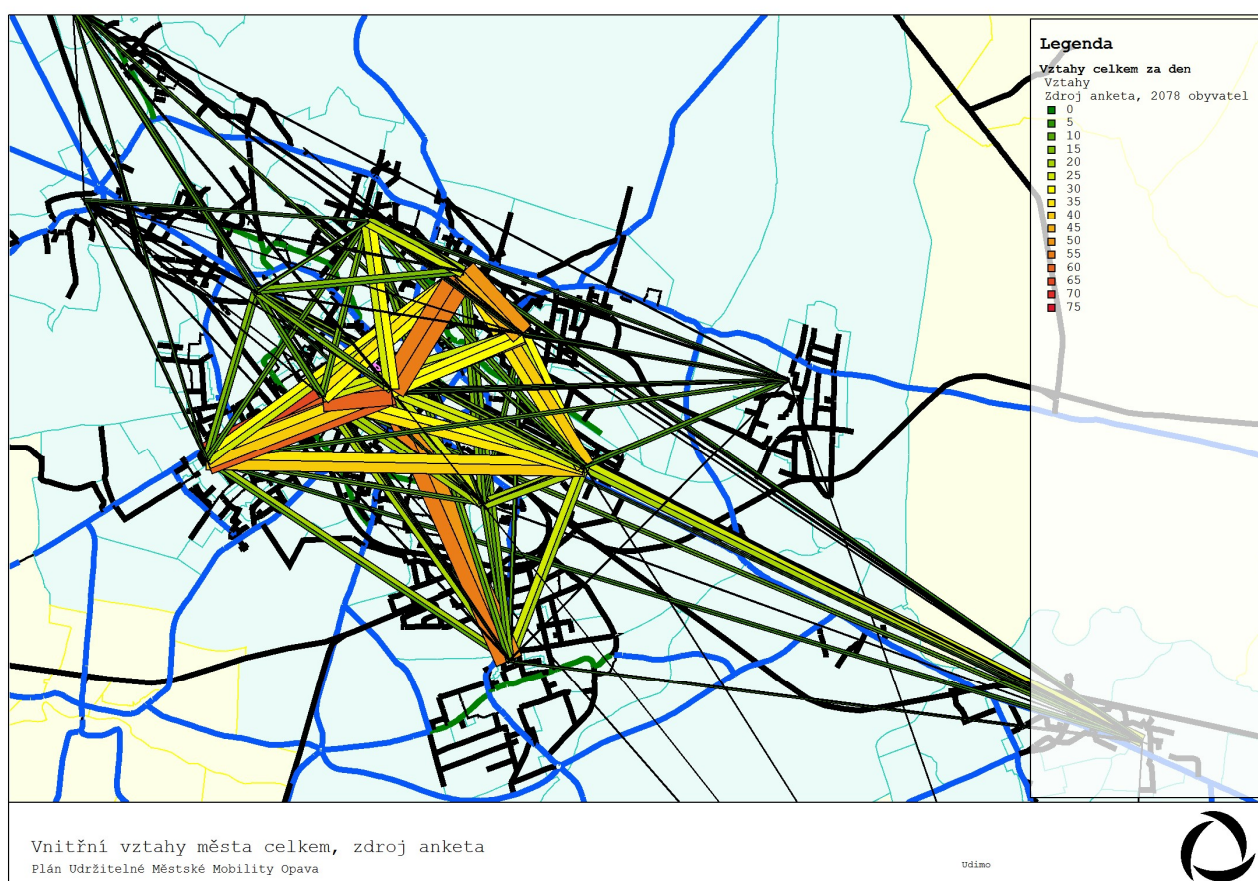 Legenda
Vztahy celkem za den
Vztahy
Zdroj anketa, 2078 obyvatel
0
5
10
15
20
25
30
35
40
45
50
55
60
65
70
75
Vnitřní vztahy města celkem, zdroj anketa
Plán Udržitelné Městské Mobility Opava
Udimo